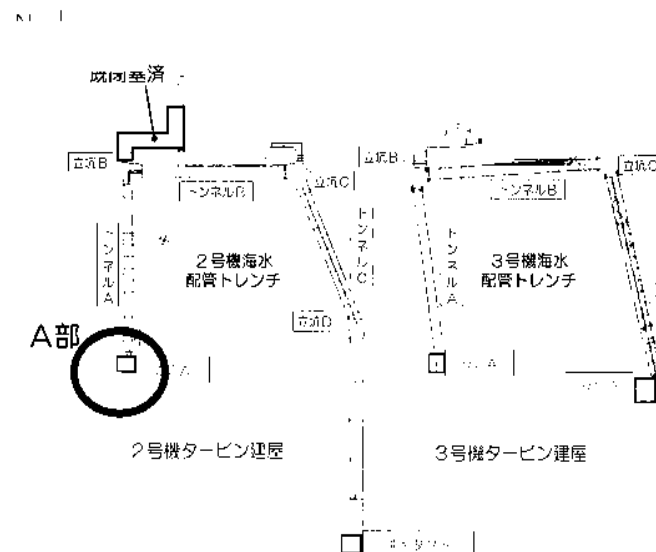 既閉塞済
立坑B
トンネルB
立坑C
トンネルA
2号機海水
配管トレンチ
トンネルC
立坑D
A部
2号機タービン建屋
立坑B
トンネルB
立坑C
トンネルA
3号機海水
配管トレンチ
3号機タービン建屋